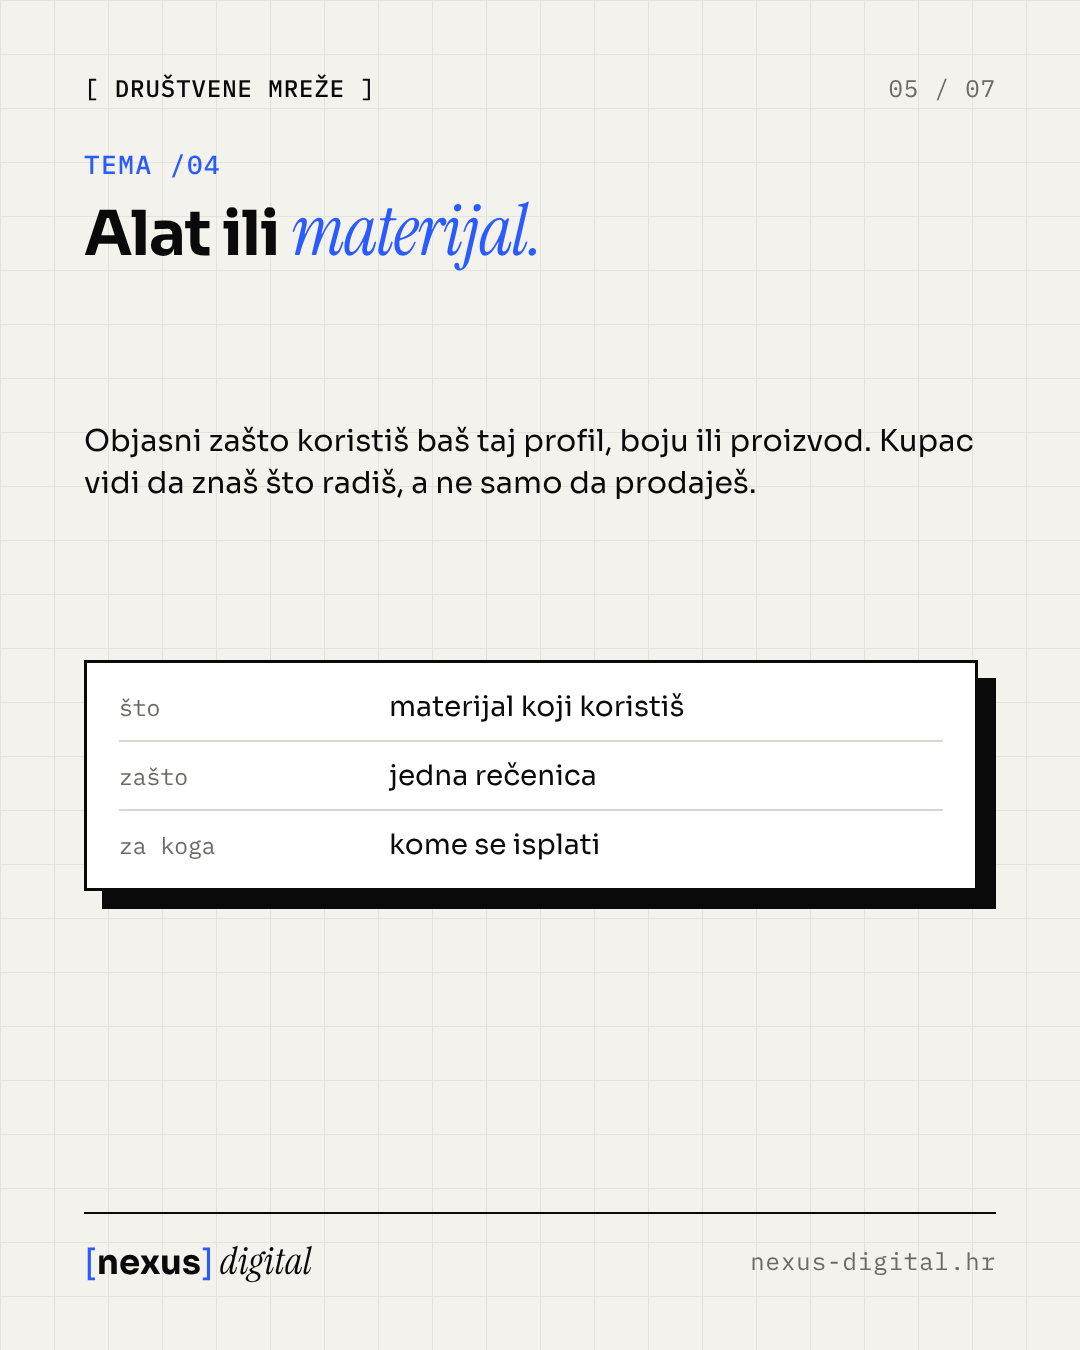 [ DRUŠTVENE MREŽE ]
05 / 07
TEMA /04
Alat ili materijal.
Objasni zašto koristiš baš taj profil, boju ili proizvod. Kupac
vidi da znaš što radiš, a ne samo da prodaješ.
što materijal koji koristiš
zašto jedna rečenica
za koga kome se isplati
[nexus] digital
nexus-digital.hr